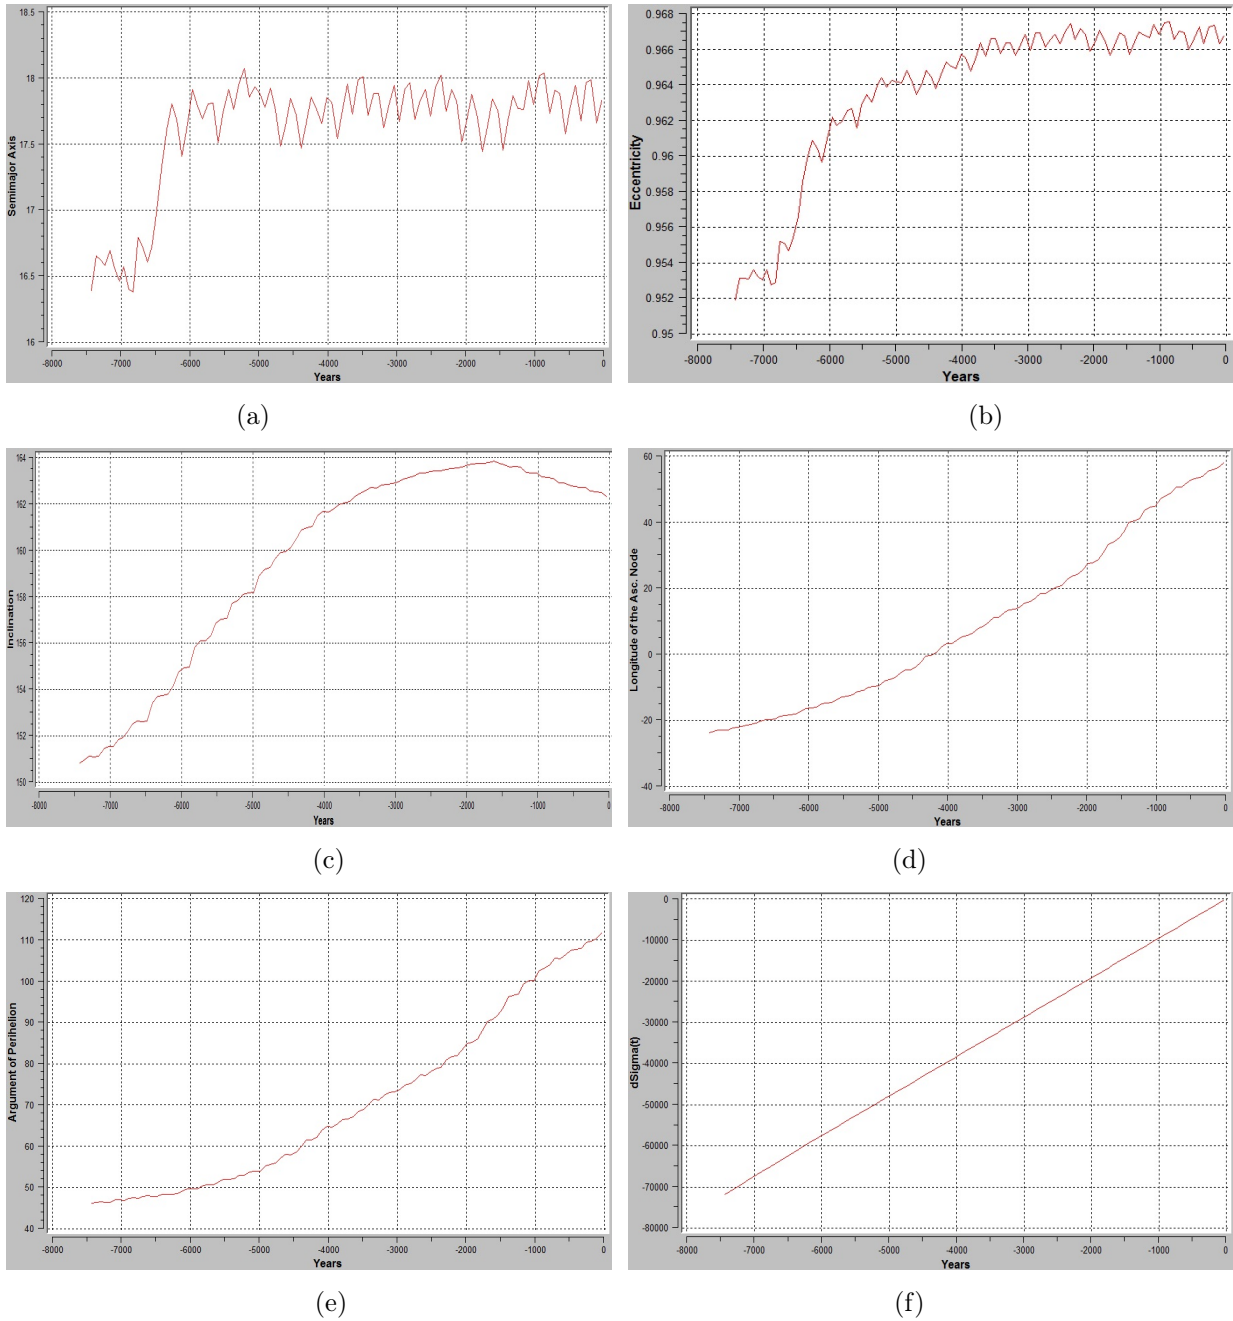 18.5
18
17.5
17
16.5
16
Semimajor Axis
-8000 -7000 -6000 -5000 -4000 -3000 -2000 -1000 0
Years
(a)
0.968
0.966
0.964
0.962
0.96
0.958
0.956
0.954
0.952
0.95
Eccentricity
-8000 -7000 -6000 -5000 -4000 -3000 -2000 -1000 0
Years
(b)
164
162
160
158
156
154
152
150
Inclination
-8000 -7000 -6000 -5000 -4000 -3000 -2000 -1000 0
Years
(c)
60
40
20
0
-20
-40
Longitude of the Asc. Node
-8000 -7000 -6000 -5000 -4000 -3000 -2000 -1000 0
Years
(d)
120
110
100
90
80
70
60
50
40
Argument of Perihelion
-8000 -7000 -6000 -5000 -4000 -3000 -2000 -1000 0
Years
(e)
0
-10000
-20000
-30000
-40000
-50000
-60000
-70000
-80000
dSigma(t)
-8000 -7000 -6000 -5000 -4000 -3000 -2000 -1000 0
Years
(f)